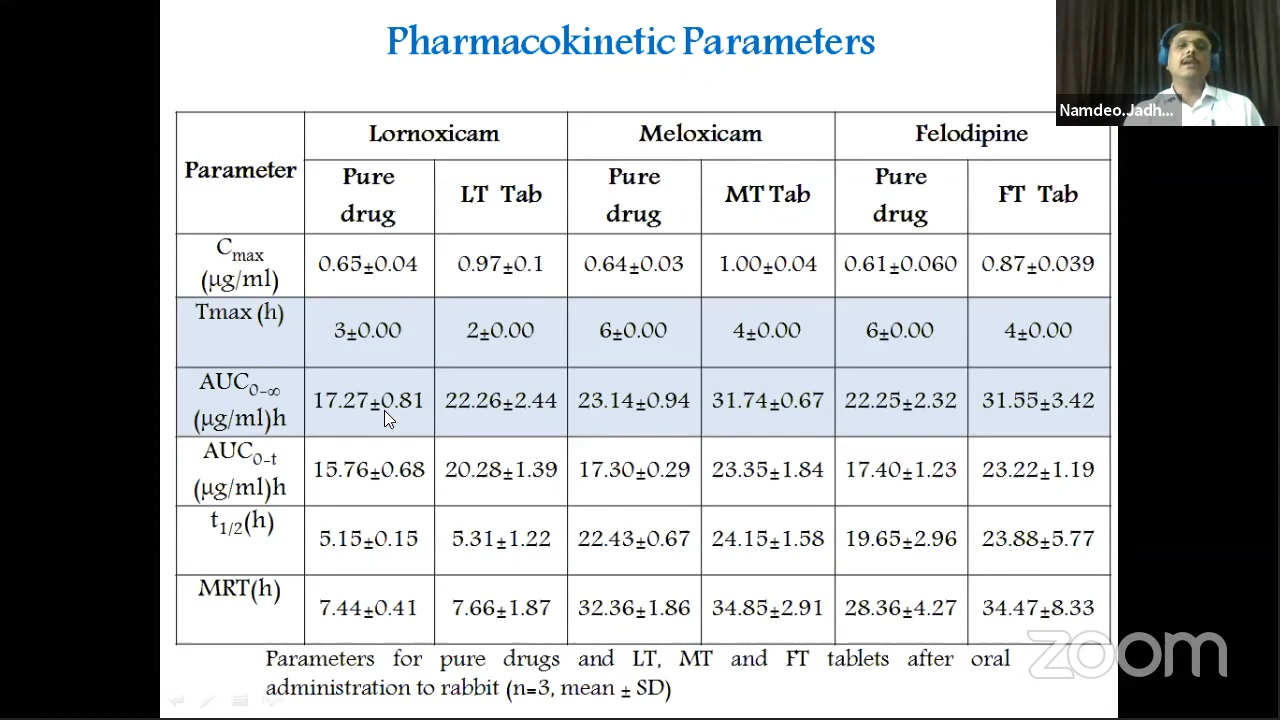 Pharmacokinetic Parameters
Namdeo.Jadh...
Parameter Lornoxicam Meloxicam Felodipine
Pure drug LT Tab Pure drug MT Tab Pure drug FT Tab
Cmax (μg/ml) 0.65±0.04 0.97±0.1 0.64±0.03 1.00±0.04 0.61±0.060 0.87±0.039
Tmax (h) 3±0.00 2±0.00 6±0.00 4±0.00 6±0.00 4±0.00
AUC0-∞ (μg/ml)h 17.27±0.81 22.26±2.44 23.14±0.94 31.74±0.67 22.25±2.32 31.55±3.42
AUC0-t (μg/ml)h 15.76±0.68 20.28±1.39 17.30±0.29 23.35±1.84 17.40±1.23 23.22±1.19
t1/2(h) 5.15±0.15 5.31±1.22 22.43±0.67 24.15±1.58 19.65±2.96 23.88±5.77
MRT(h) 7.44±0.41 7.66±1.87 32.36±1.86 34.85±2.91 28.36±4.27 34.47±8.33
Parameters for pure drugs and LT, MT and FT tablets after oral
administration to rabbit (n=3, mean ± SD)
zoom